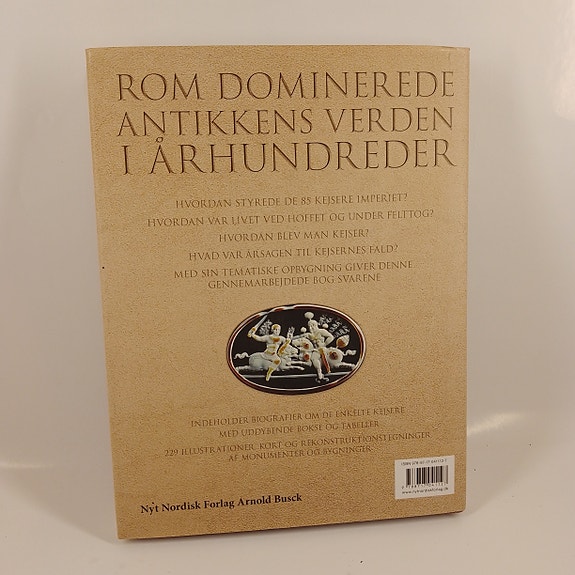 ROM DOMINEREDE
ANTIKKENS VERDEN
I ÅRHUNDREDER
HVORDAN STYREDE DE 85 KEJSERE IMPERIET?
HVORDAN VAR LIVET VED HOFFET OG UNDER FELTTOG?
HVORDAN BLEV MAN KEJSER?
HVAD VAR ÅRSAGEN TIL KEJSERNES FALD?
MED SIN TEMATISKE OPBYGNING GIVER DENNE
GENNEMARBEJDEDE BOG SVARENE
INDEHOLDER BIOGRAFIER OM DE ENKELTE KEJSERE
MED UDDYBENDE BOKSE OG TABELLER
229 ILLUSTRATIONER, KORT OG REKONSTRUKTIONSTEGNINGER
AF MONUMENTER OG BYGNINGER
Nyt Nordisk Forlag Arnold Busck